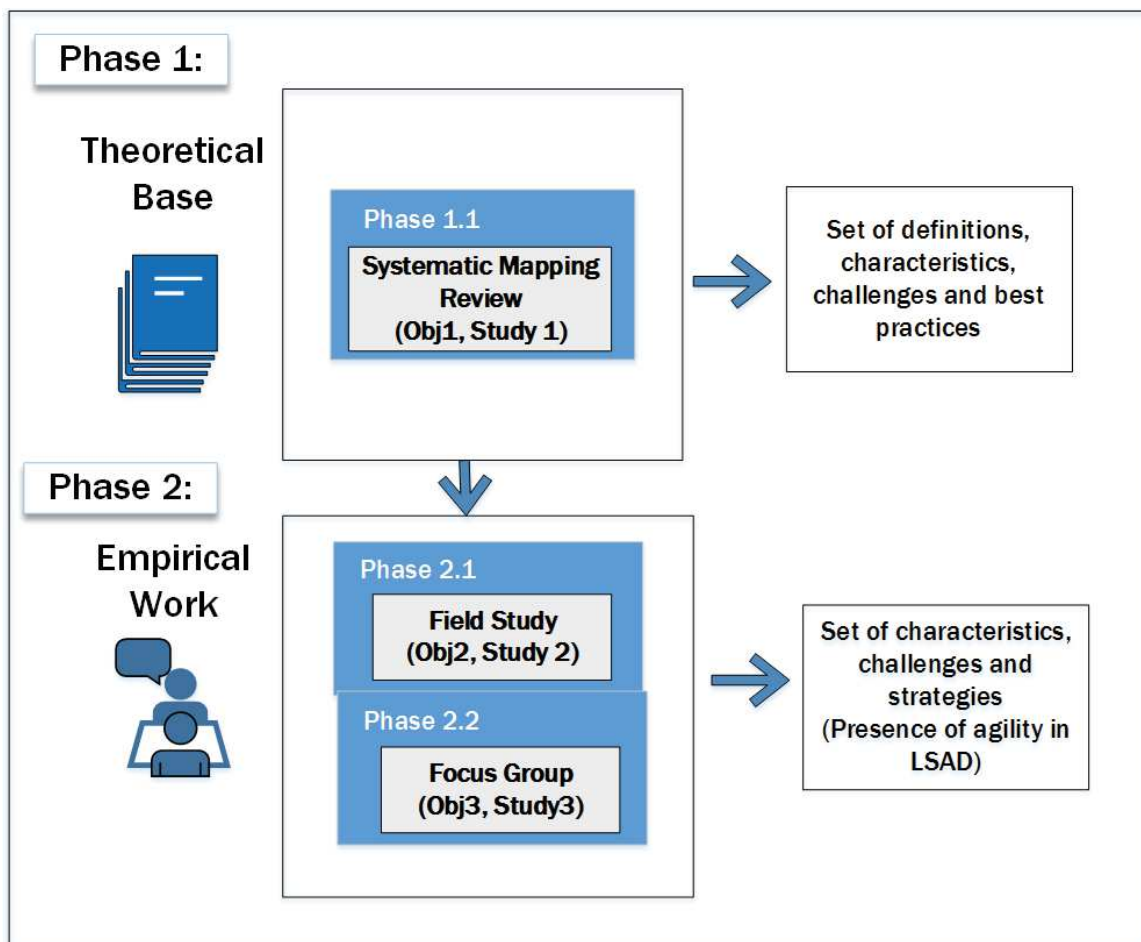 Phase 1:
Theoretical
Base
Phase 1.1
Systematic Mapping
Review
(Obj1, Study 1)
Set of definitions,
characteristics,
challenges and best
practices
Phase 2:
Empirical
Work
Phase 2.1
Field Study
(Obj2, Study 2)
Phase 2.2
Focus Group
(Obj3, Study3)
Set of characteristics,
challenges and
strategies
(Presence of agility in
LSAD)